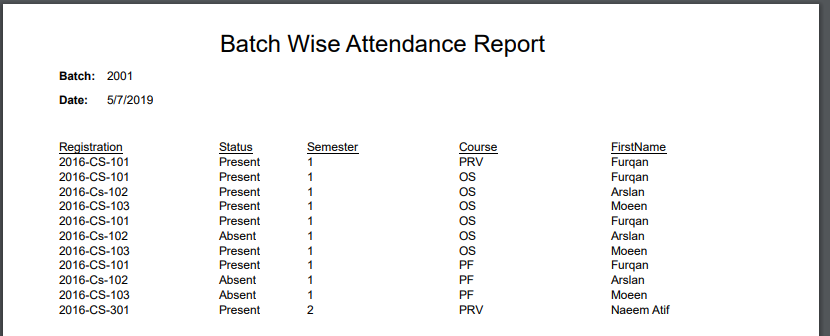 Batch Wise Attendance Report
Batch: 2001
Date: 5/7/2019
Registration Status Semester Course FirstName
2016-CS-101 Present 1 PRV Furqan
2016-CS-101 Present 1 OS Furqan
2016-Cs-102 Present 1 OS Arslan
2016-CS-103 Present 1 OS Moeen
2016-CS-101 Present 1 OS Furqan
2016-Cs-102 Absent 1 OS Arslan
2016-CS-103 Present 1 OS Moeen
2016-CS-101 Present 1 PF Furqan
2016-Cs-102 Absent 1 PF Arslan
2016-CS-103 Absent 1 PF Moeen
2016-CS-301 Present 2 PRV Naeem Atif